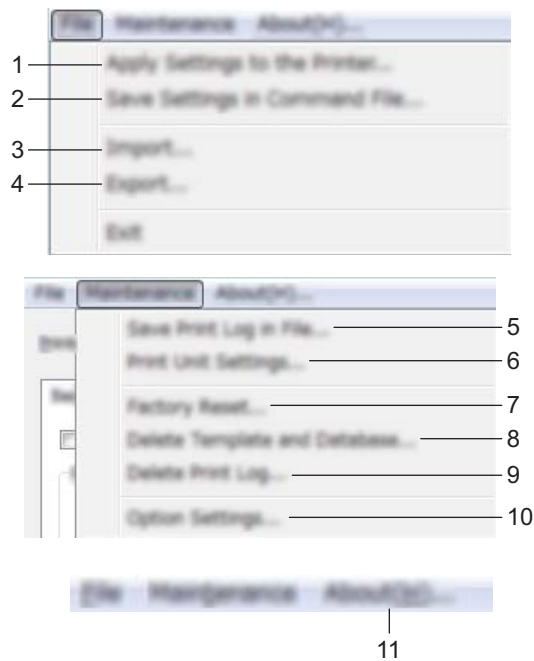 File Maintenance About(H)...
1 Apply Settings to the Printer...
2 Save Settings in Command File...
3 Import...
4 Export...
Exit
File Maintenance About(H)...
Save Print Log in File... 5
Print Unit Settings... 6
Factory Reset... 7
Delete Template and Database... 8
Delete Print Log... 9
Option Settings... 10
File Maintenance About(H)...
11